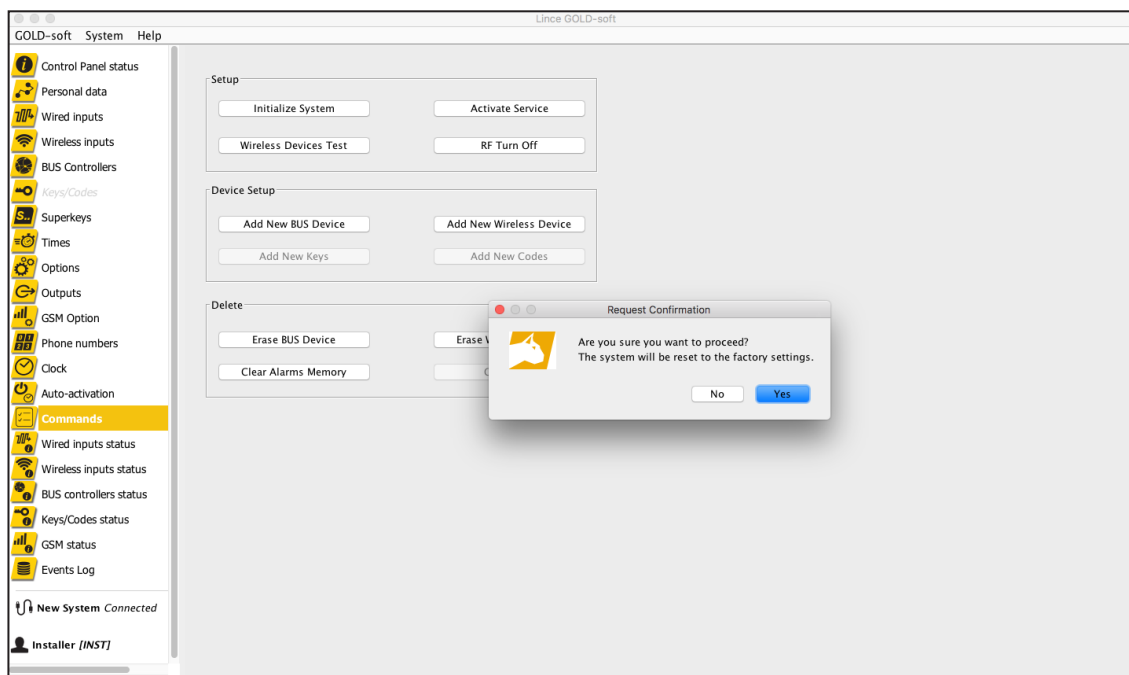 Lince GOLD-soft
GOLD-soft System Help
Control Panel status
Personal data
Wired inputs
Wireless inputs
BUS Controllers
Keys/Codes
Superkeys
Times
Options
Outputs
GSM Option
Phone numbers
Clock
Auto-activation
Commands
Wired inputs status
Wireless inputs status
BUS controllers status
Keys/Codes status
GSM status
Events Log
New System Connected
Installer [INST]
Setup
Initialize System Activate Service
Wireless Devices Test RF Turn Off
Device Setup
Add New BUS Device Add New Wireless Device
Add New Keys Add New Codes
Delete
Erase BUS Device Erase
Clear Alarms Memory
Request Confirmation
Are you sure you want to proceed?
The system will be reset to the factory settings.
No Yes